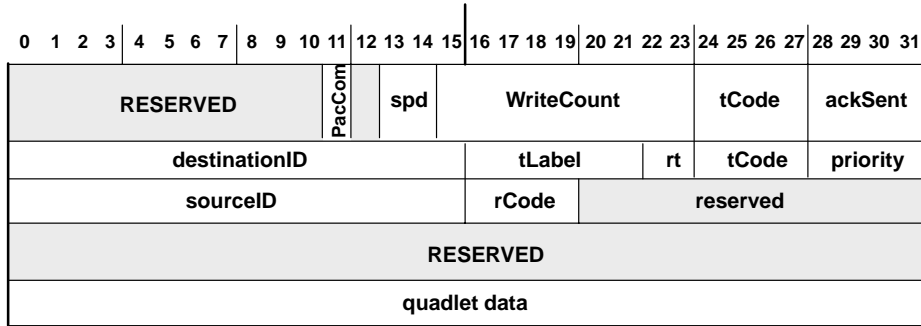 0 1 2 3 4 5 6 7 8 9 10 11 12 13 14 15 16 17 18 19 20 21 22 23 24 25 26 27 28 29 30 31
RESERVED PacCom spd WriteCount tCode ackSent
destinationID tLabel rt tCode priority
sourceID rCode reserved
RESERVED
quadlet data